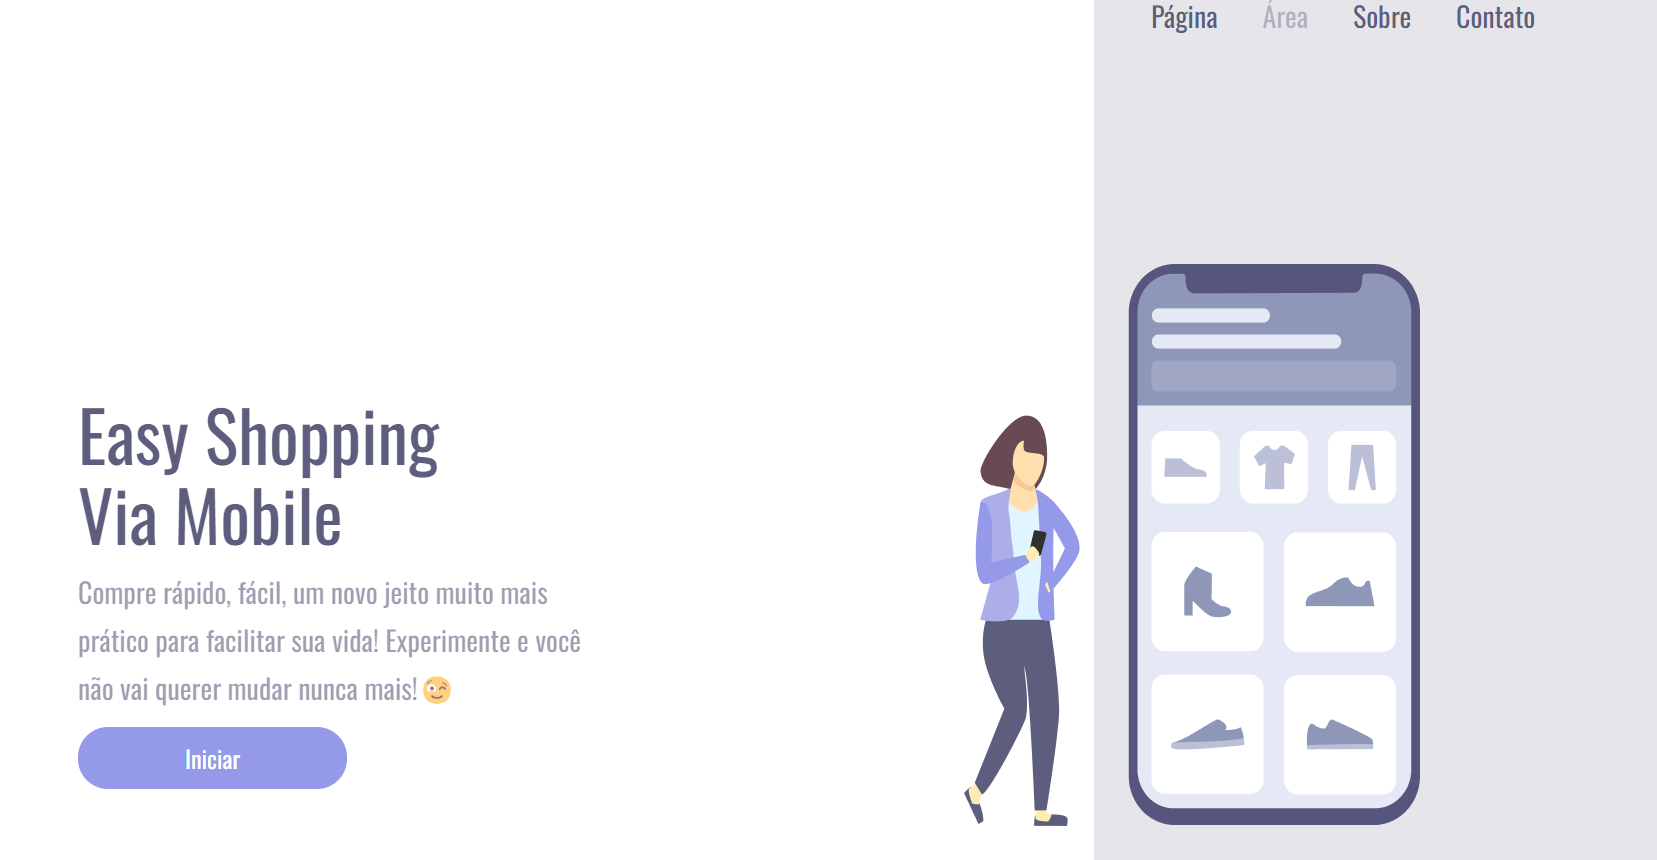 Página Área Sobre Contato
Easy Shopping
Via Mobile
Compre rápido, fácil, um novo jeito muito mais
prático para facilitar sua vida! Experimente e você
não vai querer mudar nunca mais! 😉
Iniciar